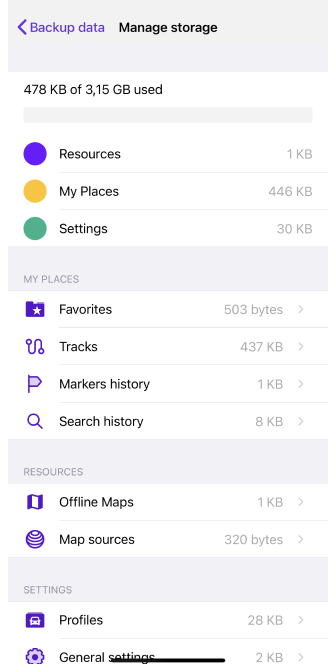 Backup data Manage storage
478 KB of 3,15 GB used
Resources 1 KB
My Places 446 KB
Settings 30 KB
MY PLACES
Favorites 503 bytes
Tracks 437 KB
Markers history 1 KB
Search history 8 KB
RESOURCES
Offline Maps 1 KB
Map sources 320 bytes
SETTINGS
Profiles 28 KB
General settings 2 KB